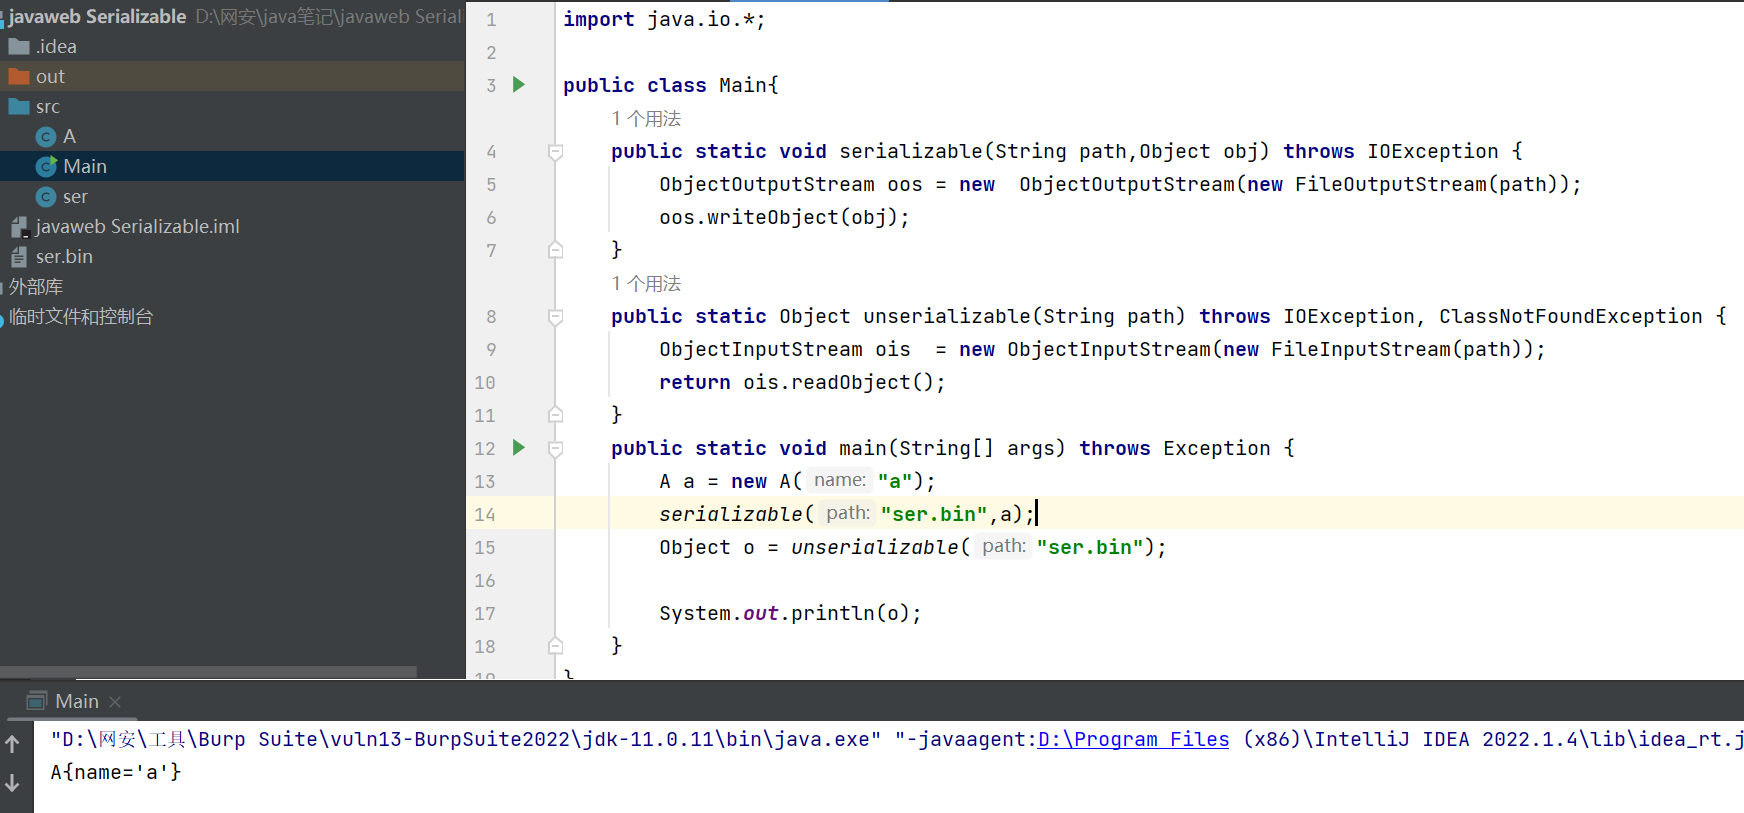 javaweb Serializable D:\网安\java笔记\javaweb Serial
.idea
out
src
A
Main
ser
javaweb Serializable.iml
ser.bin
外部库
临时文件和控制台
1 import java.io.*;
2
3 public class Main{
1 个用法
4 public static void serializable(String path,Object obj) throws IOException {
5 ObjectOutputStream oos = new  ObjectOutputStream(new FileOutputStream(path));
6 oos.writeObject(obj);
7 }
1 个用法
8 public static Object unserializable(String path) throws IOException, ClassNotFoundException {
9 ObjectInputStream ois  = new ObjectInputStream(new FileInputStream(path));
10 return ois.readObject();
11 }
12 public static void main(String[] args) throws Exception {
13 A a = new A( name: "a");
14 serializable( path: "ser.bin",a);
15 Object o = unserializable( path: "ser.bin");
16
17 System.out.println(o);
18 }
19 }
Main
"D:\网安\工具\Burp Suite\vuln13-BurpSuite2022\jdk-11.0.11\bin\java.exe" "-javaagent:D:\Program Files (x86)\IntelliJ IDEA 2022.1.4\lib\idea_rt.j
A{name='a'}